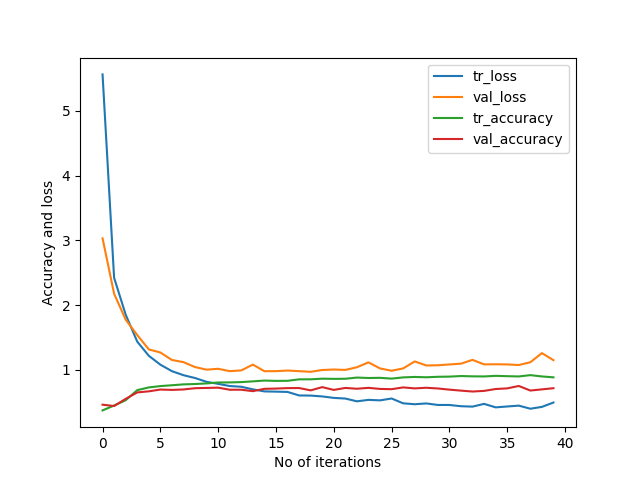 tr_loss
val_loss
tr_accuracy
val_accuracy
Accuracy and loss
5
4
3
2
1
0 5 10 15 20 25 30 35 40
No of iterations